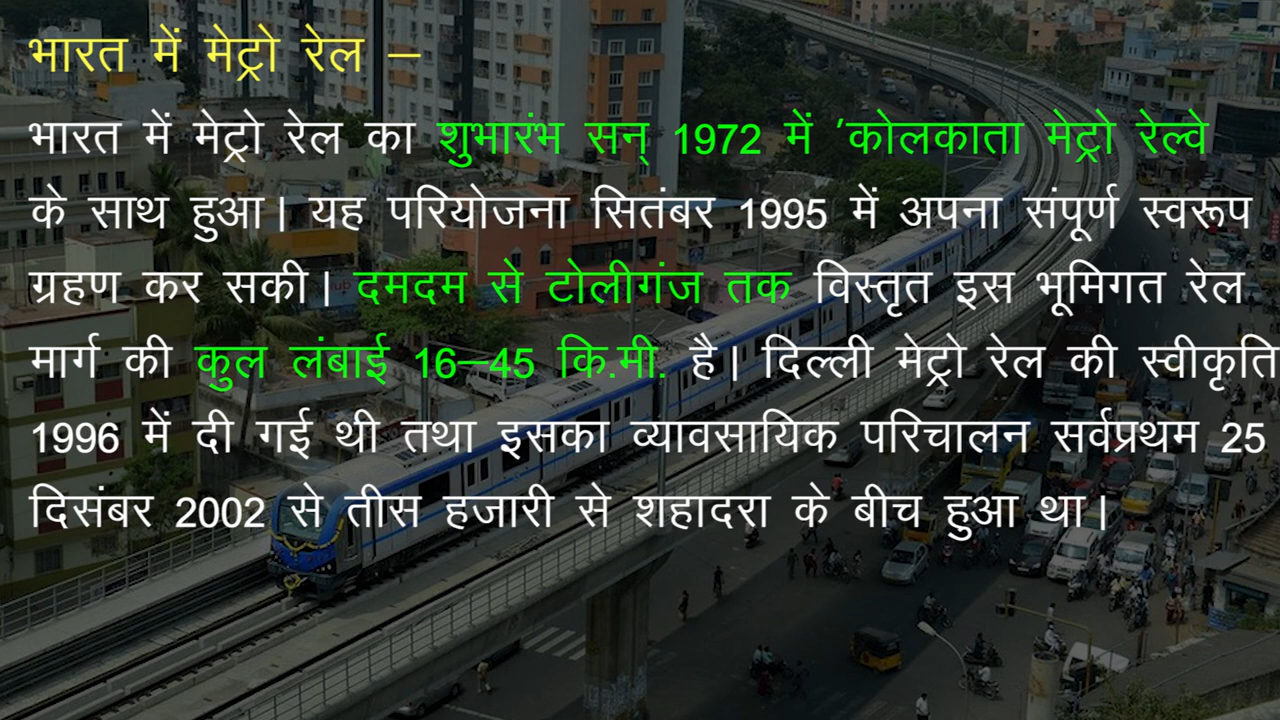 भारत में मेट्रो रेल –
भारत में मेट्रो रेल का शुभारंभ सन् 1972 में ’कोलकाता मेट्रो रेल्वे
के साथ हुआ। यह परियोजना सितंबर 1995 में अपना संपूर्ण स्वरूप
ग्रहण कर सकी। दमदम से टोलीगंज तक विस्तृत इस भूमिगत रेल
मार्ग की कुल लंबाई 16–45 कि.मी. है। दिल्ली मेट्रो रेल की स्वीकृति
1996 में दी गई थी तथा इसका व्यावसायिक परिचालन सर्वप्रथम 25
दिसंबर 2002 से तीस हजारी से शहादरा के बीच हुआ था।